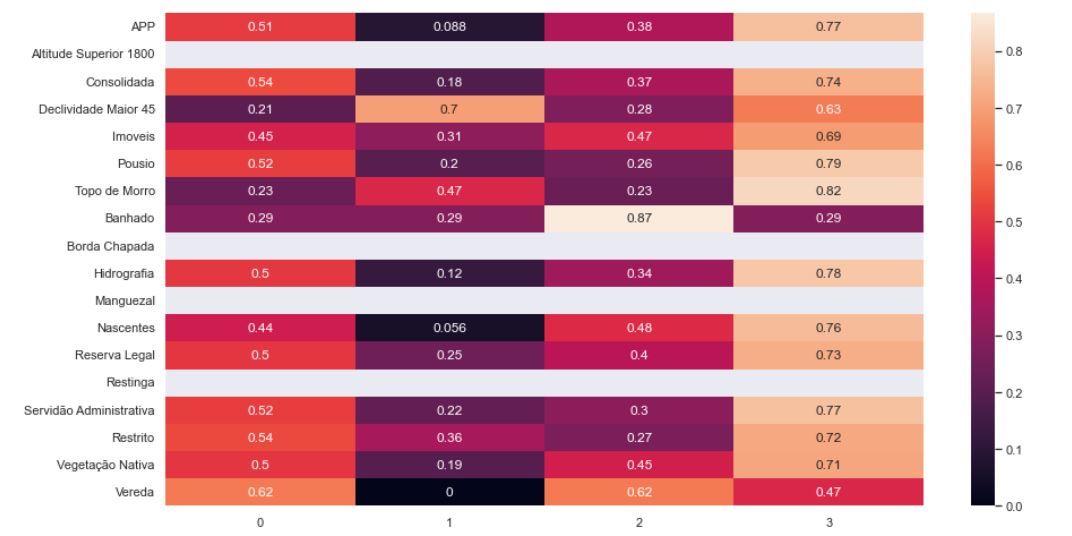 APP 0.51 0.088 0.38 0.77
Altitude Superior 1800
Consolidada 0.54 0.18 0.37 0.74
Declividade Maior 45 0.21 0.7 0.28 0.63
Imoveis 0.45 0.31 0.47 0.69
Pousio 0.52 0.2 0.26 0.79
Topo de Morro 0.23 0.47 0.23 0.82
Banhado 0.29 0.29 0.87 0.29
Borda Chapada
Hidrografia 0.5 0.12 0.34 0.78
Manguezal
Nascentes 0.44 0.056 0.48 0.76
Reserva Legal 0.5 0.25 0.4 0.73
Restinga
Servidão Administrativa 0.52 0.22 0.3 0.77
Restrito 0.54 0.36 0.27 0.72
Vegetação Nativa 0.5 0.19 0.45 0.71
Vereda 0.62 0 0.62 0.47
0 1 2 3
0.8
0.7
0.6
0.5
0.4
0.3
0.2
0.1
0.0